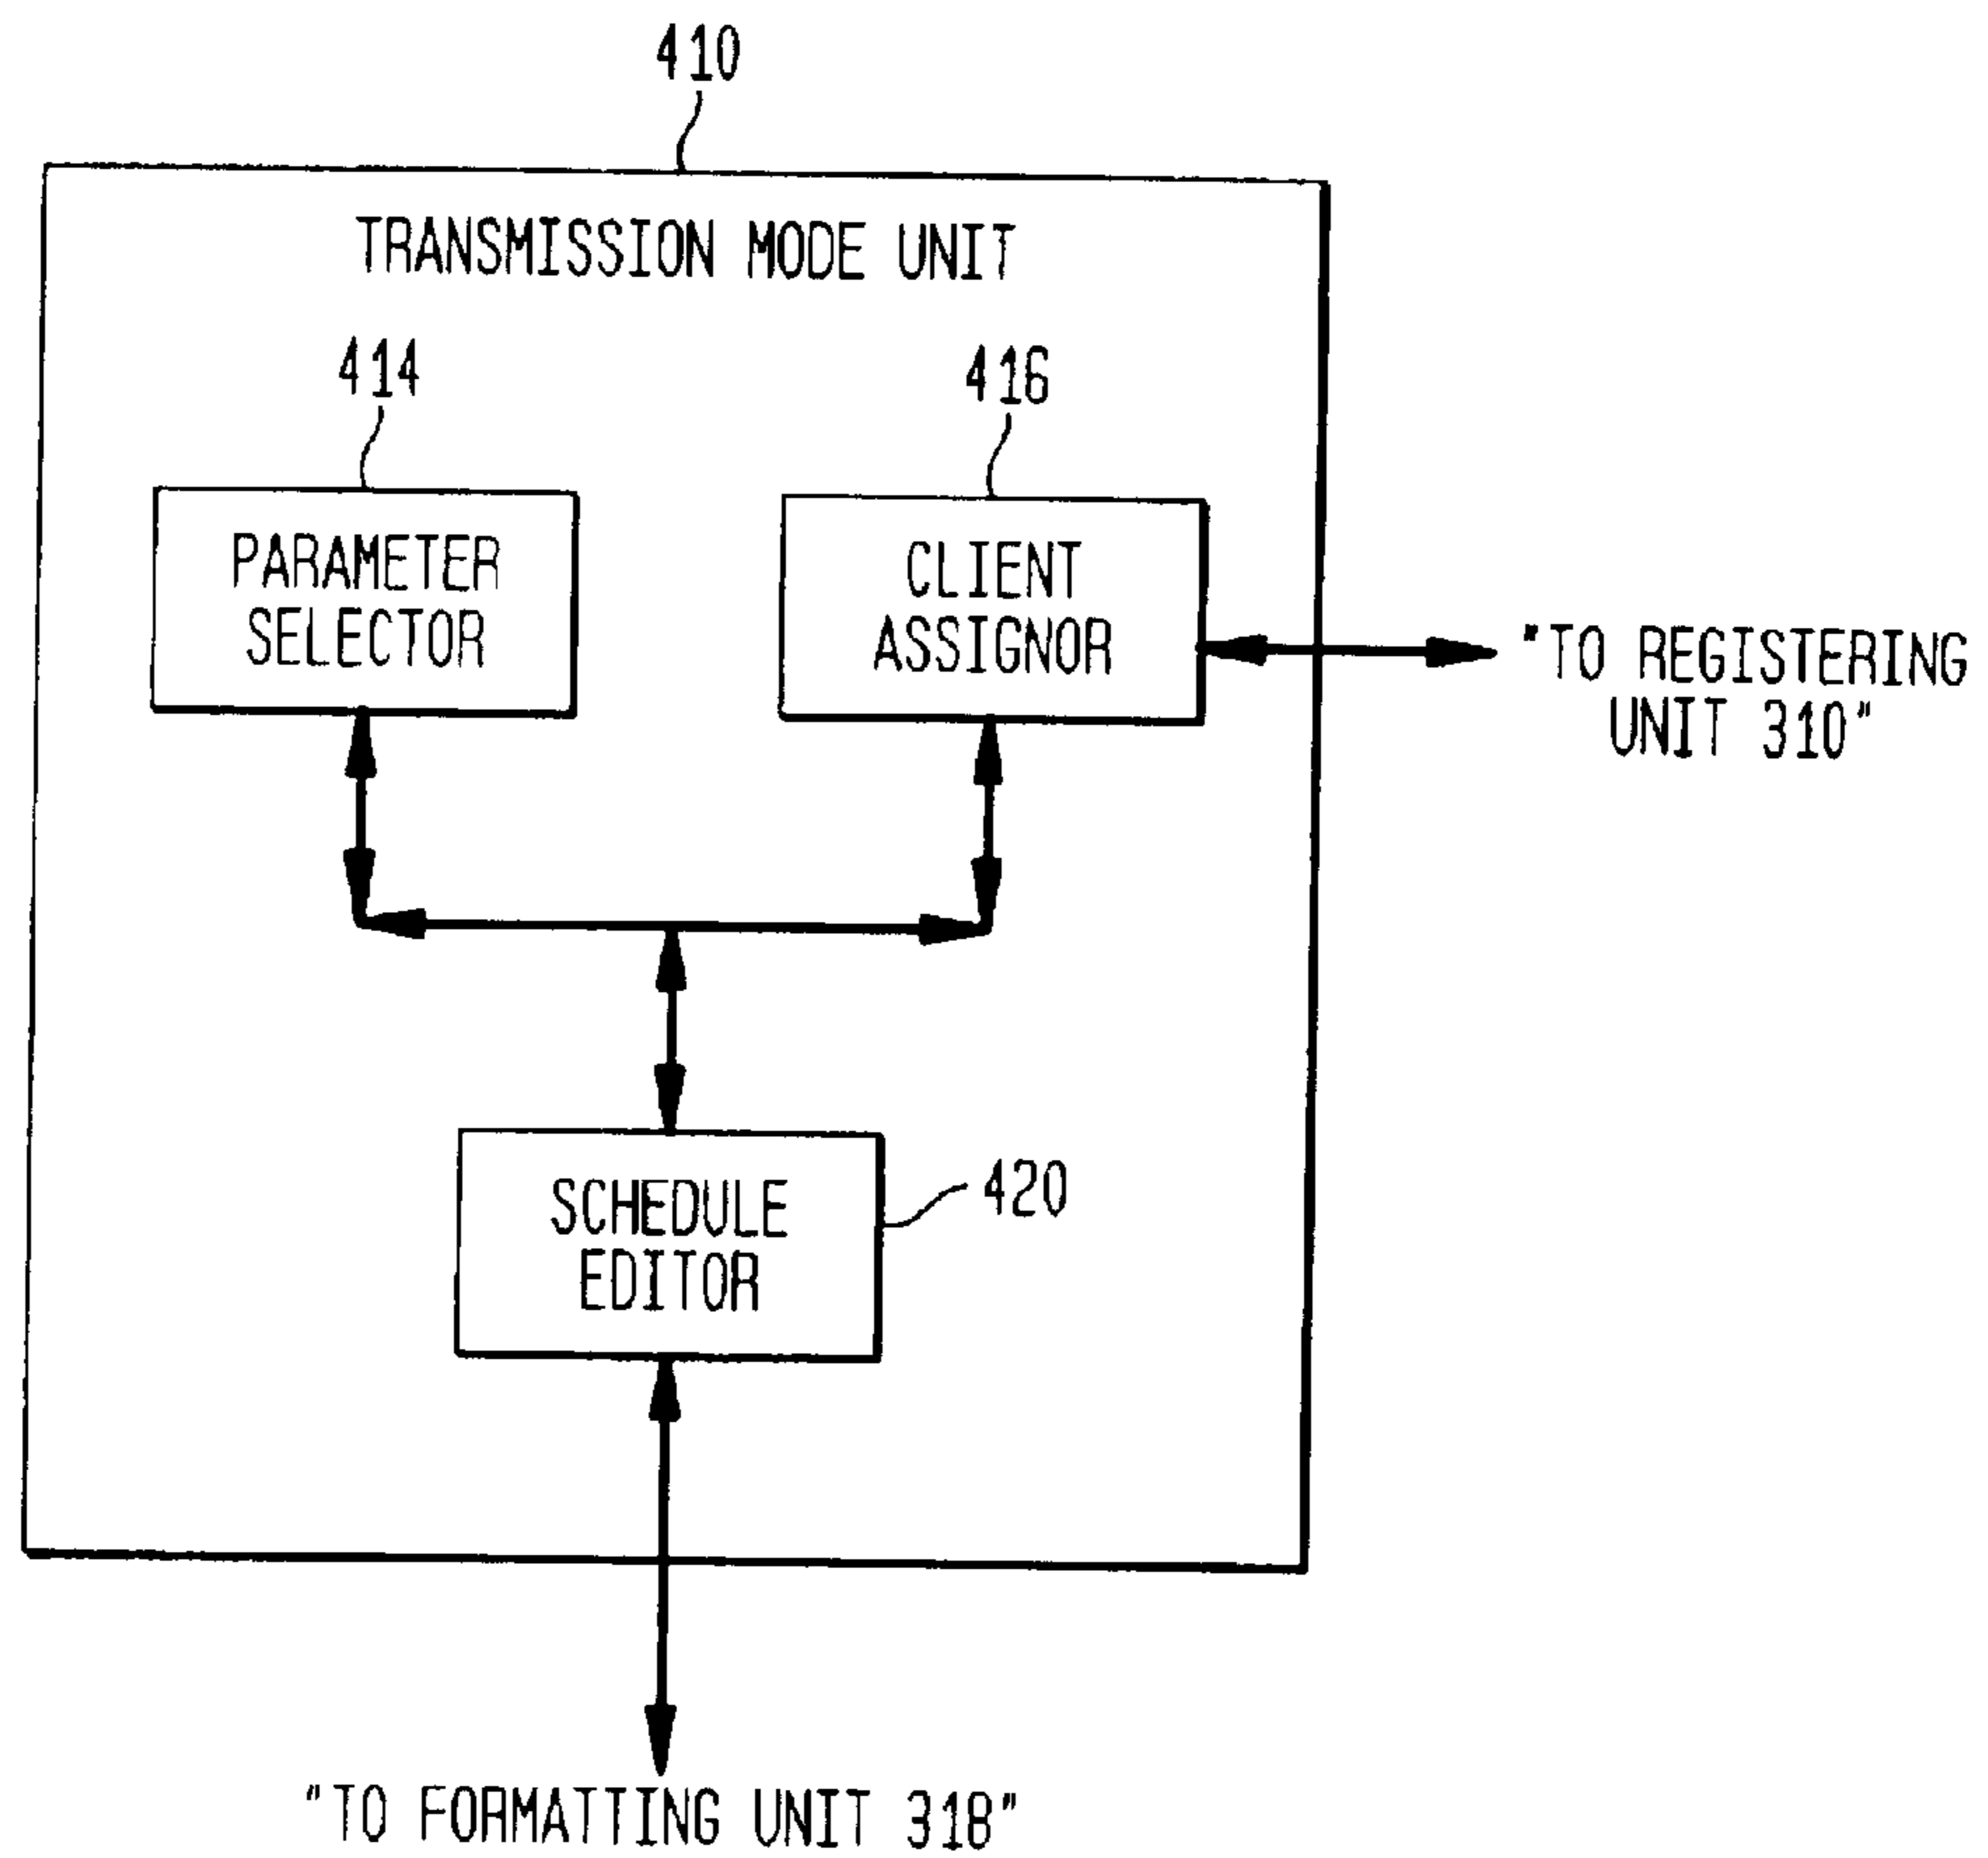 410
TRANSMISSION MODE UNIT
414
416
PARAMETER
SELECTOR
CLIENT
ASSIGNOR
"TO REGISTERING
UNIT 310"
SCHEDULE
EDITOR
420
"TO FORMATTING UNIT 318"